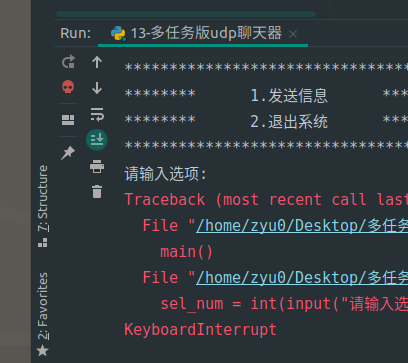 Run: 13-多任务版udp聊天器 ×
**********************************
******** 1.发送信息 ***
******** 2.退出系统 ***
**********************************
请输入选项:
Traceback (most recent call last
File "/home/zyu0/Desktop/多任务
main()
File "/home/zyu0/Desktop/多任务
sel_num = int(input("请输入选
KeyboardInterrupt
7: Structure
2: Favorites